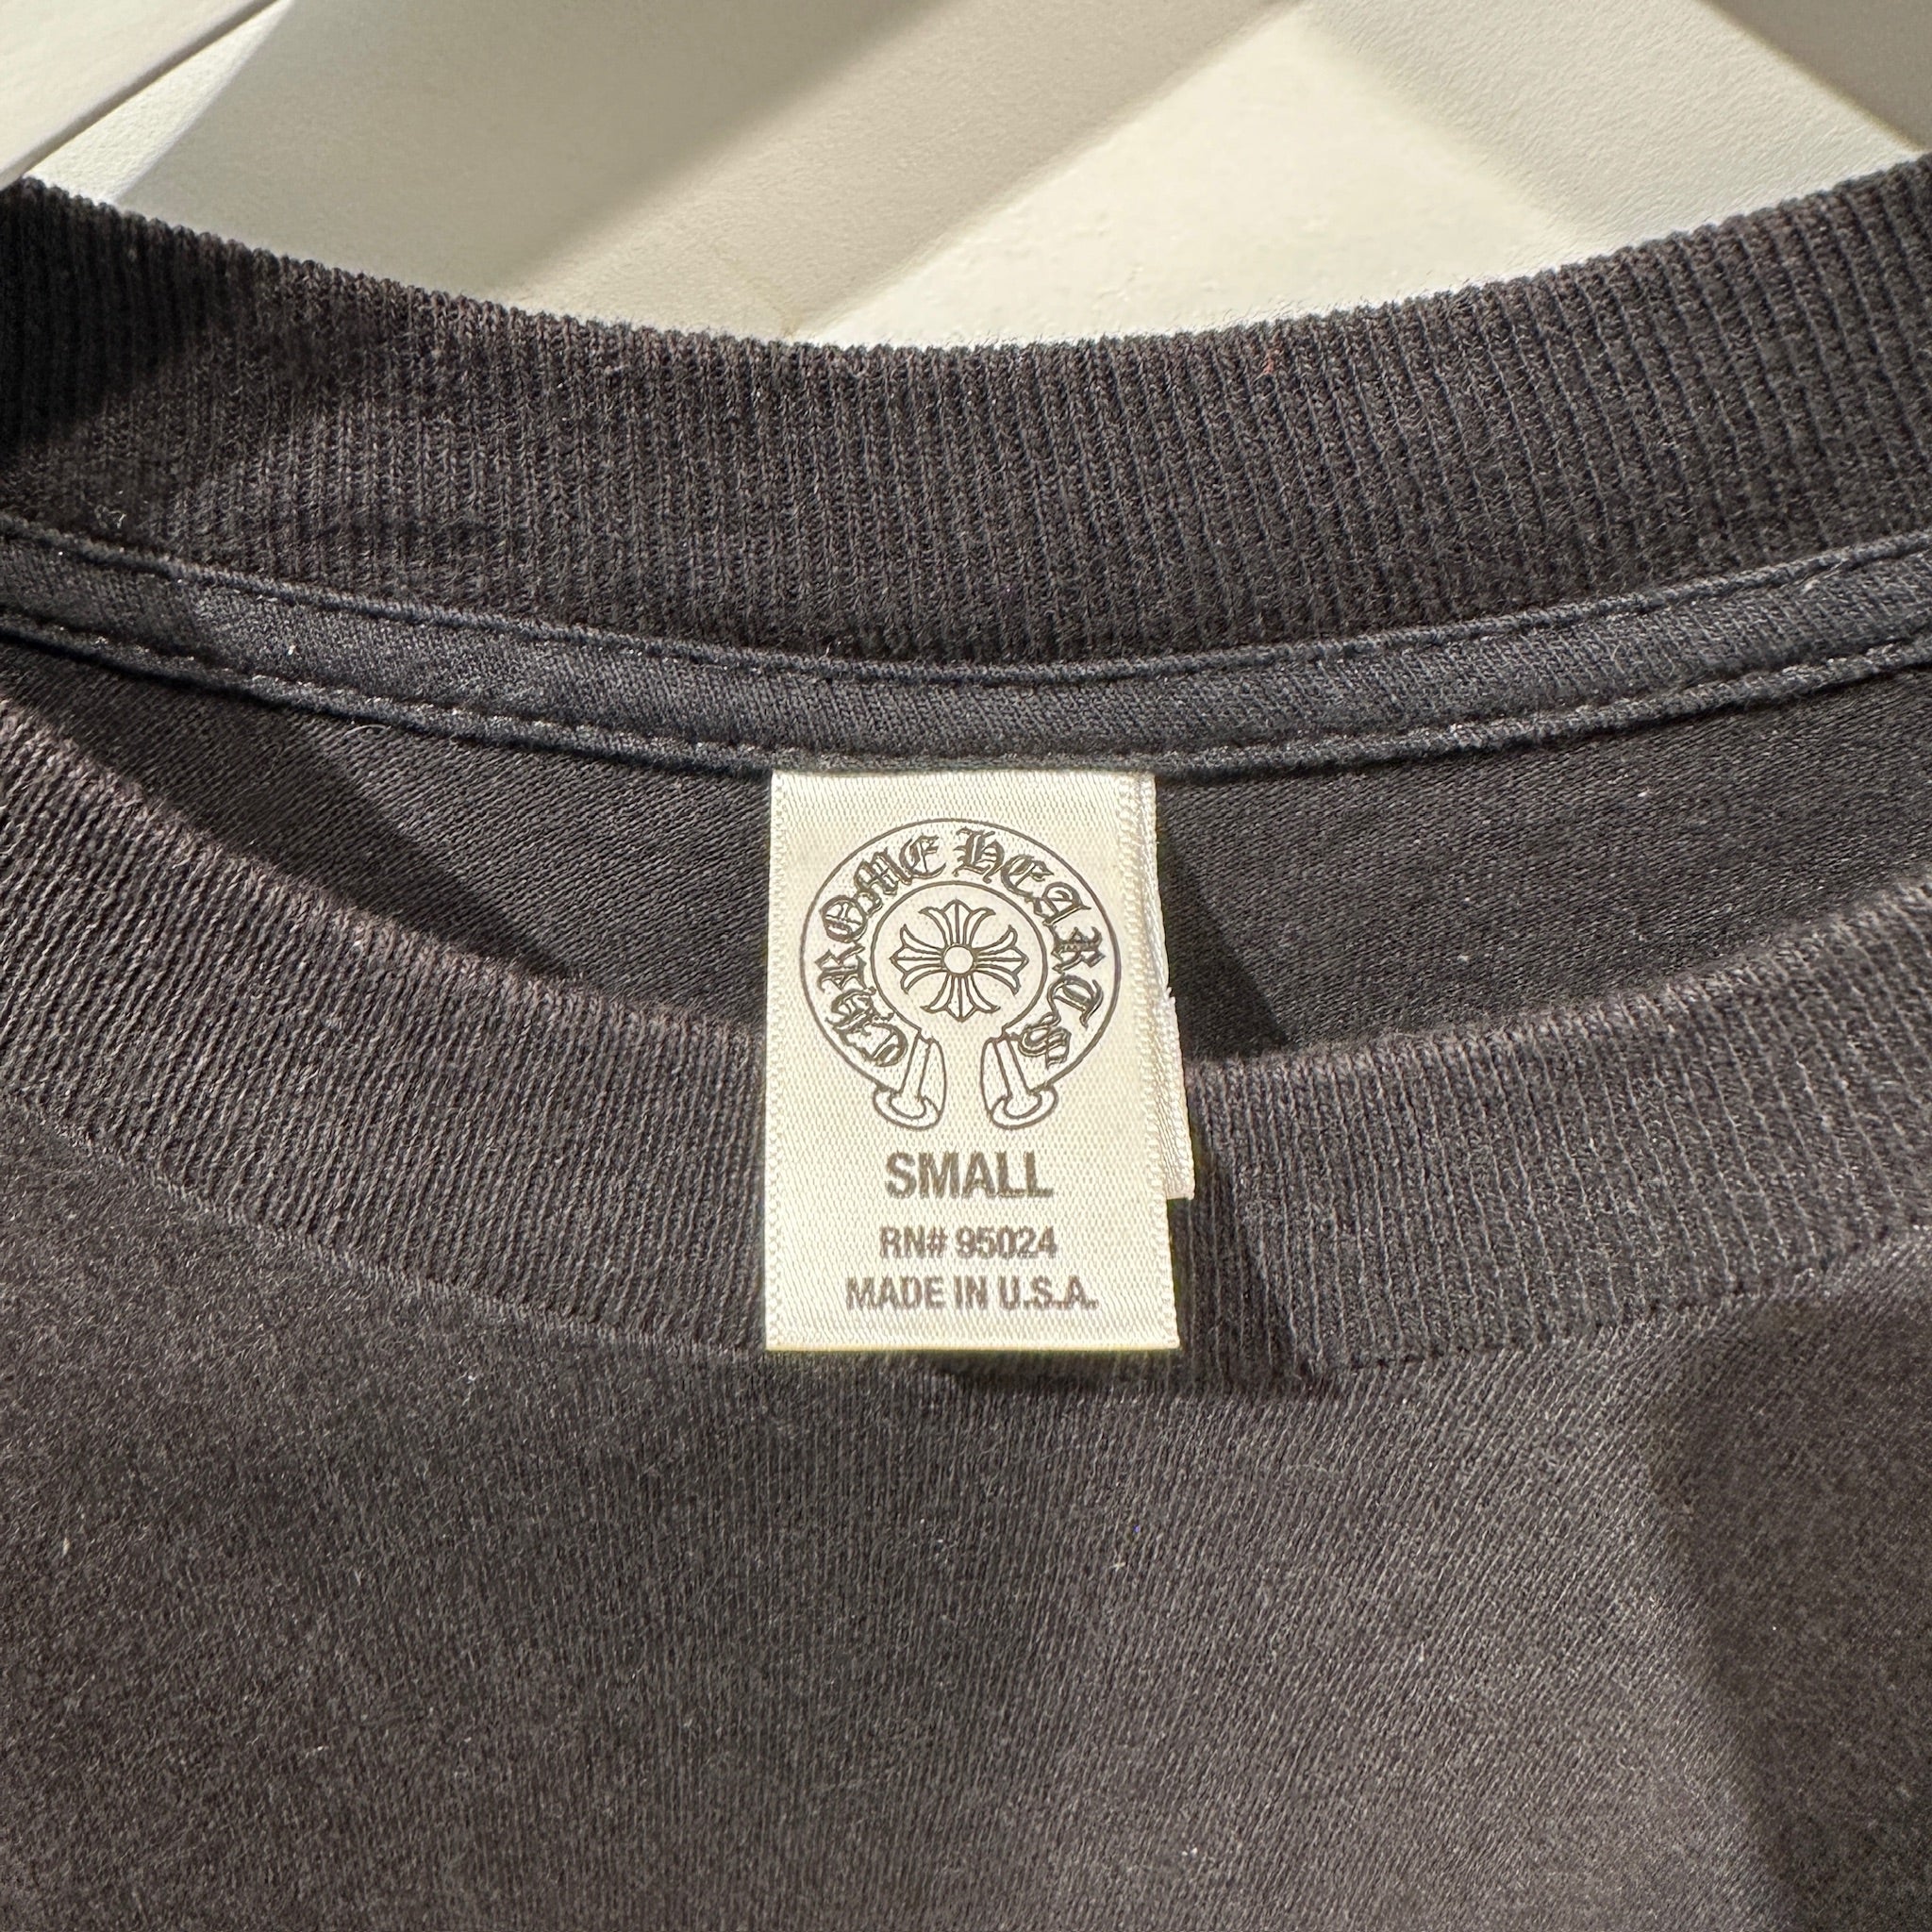 CHROME HEARTS
SMALL
RN# 95024
MADE IN U.S.A.